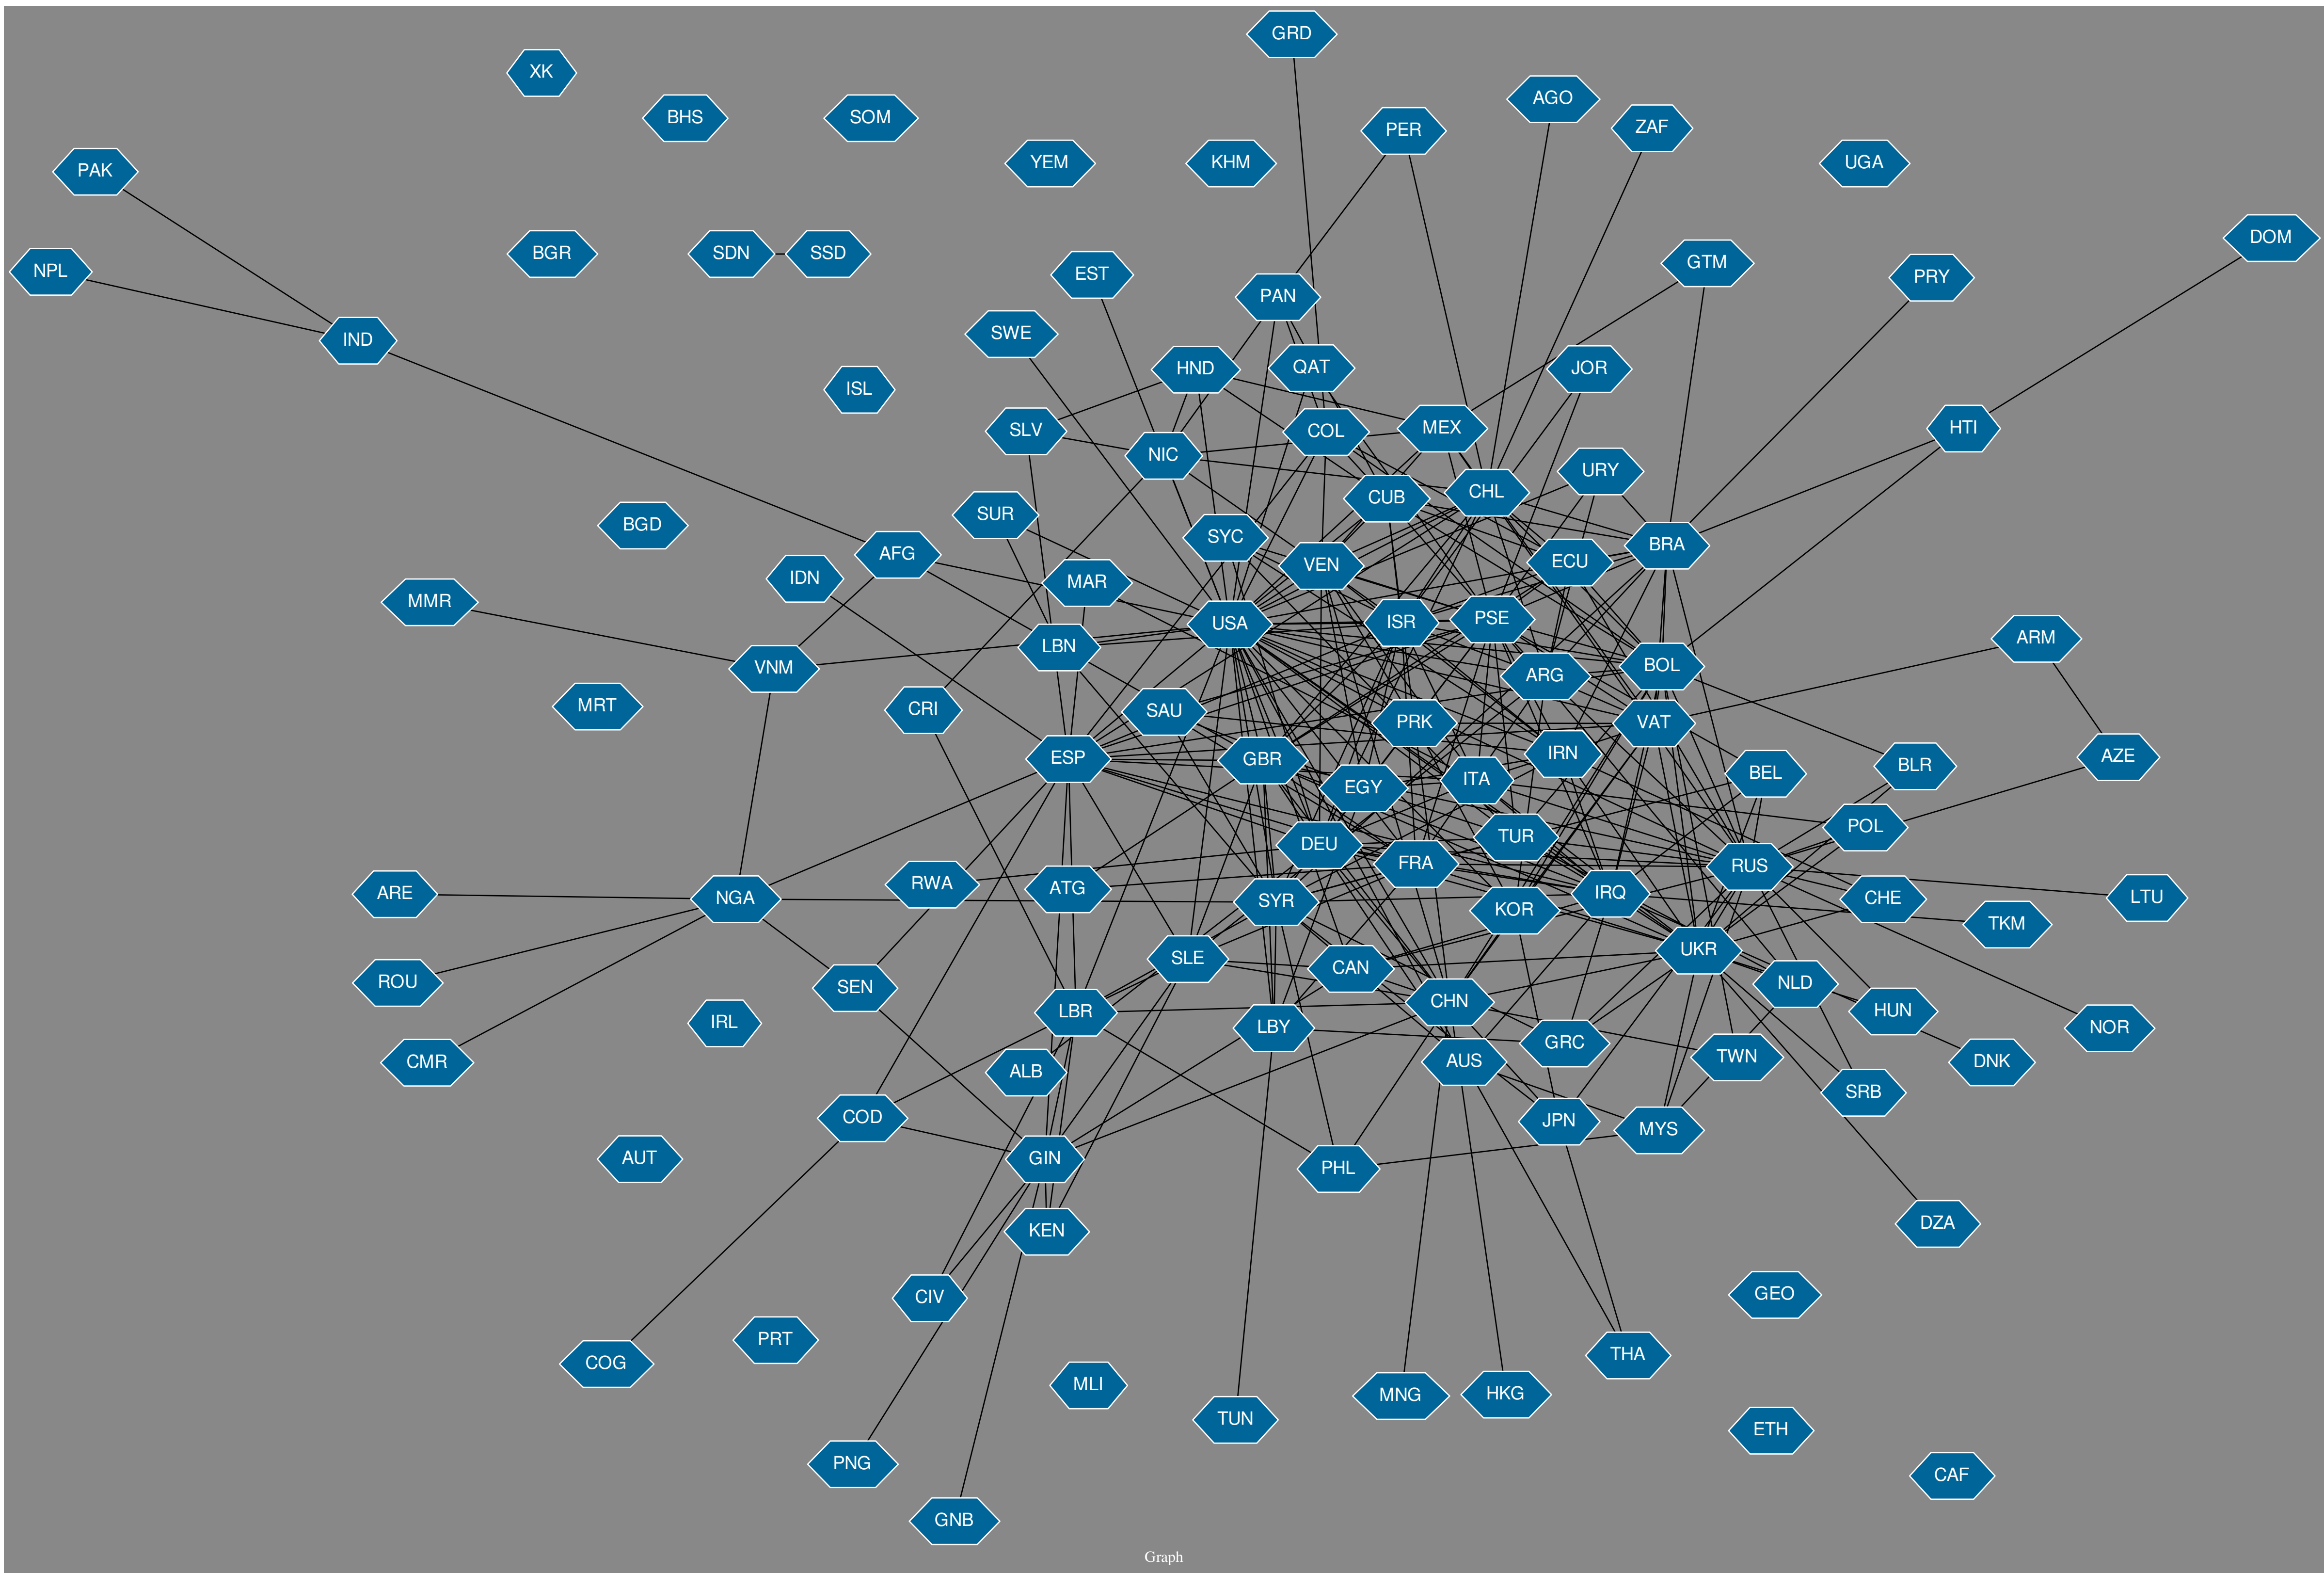 GRD
XK
AGO
BHS
SOM
ZAF
PER
YEM
KHM
UGA
PAK
DOM
BGR
SDN
SSD
GTM
NPL
EST
PRY
PAN
SWE
IND
HND
QAT
JOR
ISL
SLV
COL
MEX
HTI
NIC
URY
CUB
CHL
SUR
BGD
SYC
BRA
AFG
VEN
ECU
IDN
MAR
MMR
USA
ISR
PSE
ARM
LBN
VNM
BOL
ARG
MRT
CRI
SAU
PRK
VAT
ESP
GBR
IRN
AZE
BEL
BLR
EGY
ITA
POL
DEU
TUR
FRA
RUS
RWA
ATG
ARE
NGA
SYR
KOR
IRQ
CHE
LTU
TKM
UKR
SLE
CAN
ROU
SEN
NLD
CHN
LBR
HUN
IRL
LBY
NOR
GRC
TWN
CMR
ALB
AUS
DNK
SRB
COD
JPN
MYS
AUT
GIN
PHL
KEN
DZA
CIV
GEO
PRT
THA
COG
MLI
MNG
HKG
TUN
ETH
PNG
CAF
GNB
Graph